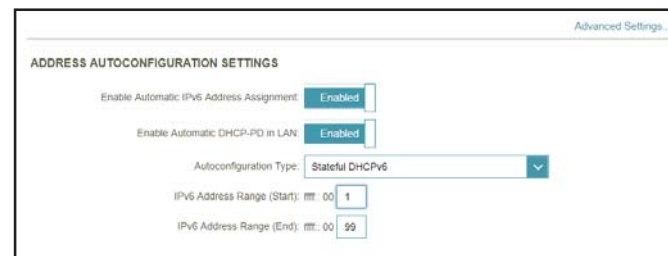 Advanced Settings...
ADDRESS AUTOCONFIGURATION SETTINGS
Enable Automatic IPv6 Address Assignment: Enabled
Enable Automatic DHCP-PD in LAN: Enabled
Autoconfiguration Type: Stateful DHCPv6
IPv6 Address Range (Start): ffff:: 00 1
IPv6 Address Range (End): ffff:: 00 99